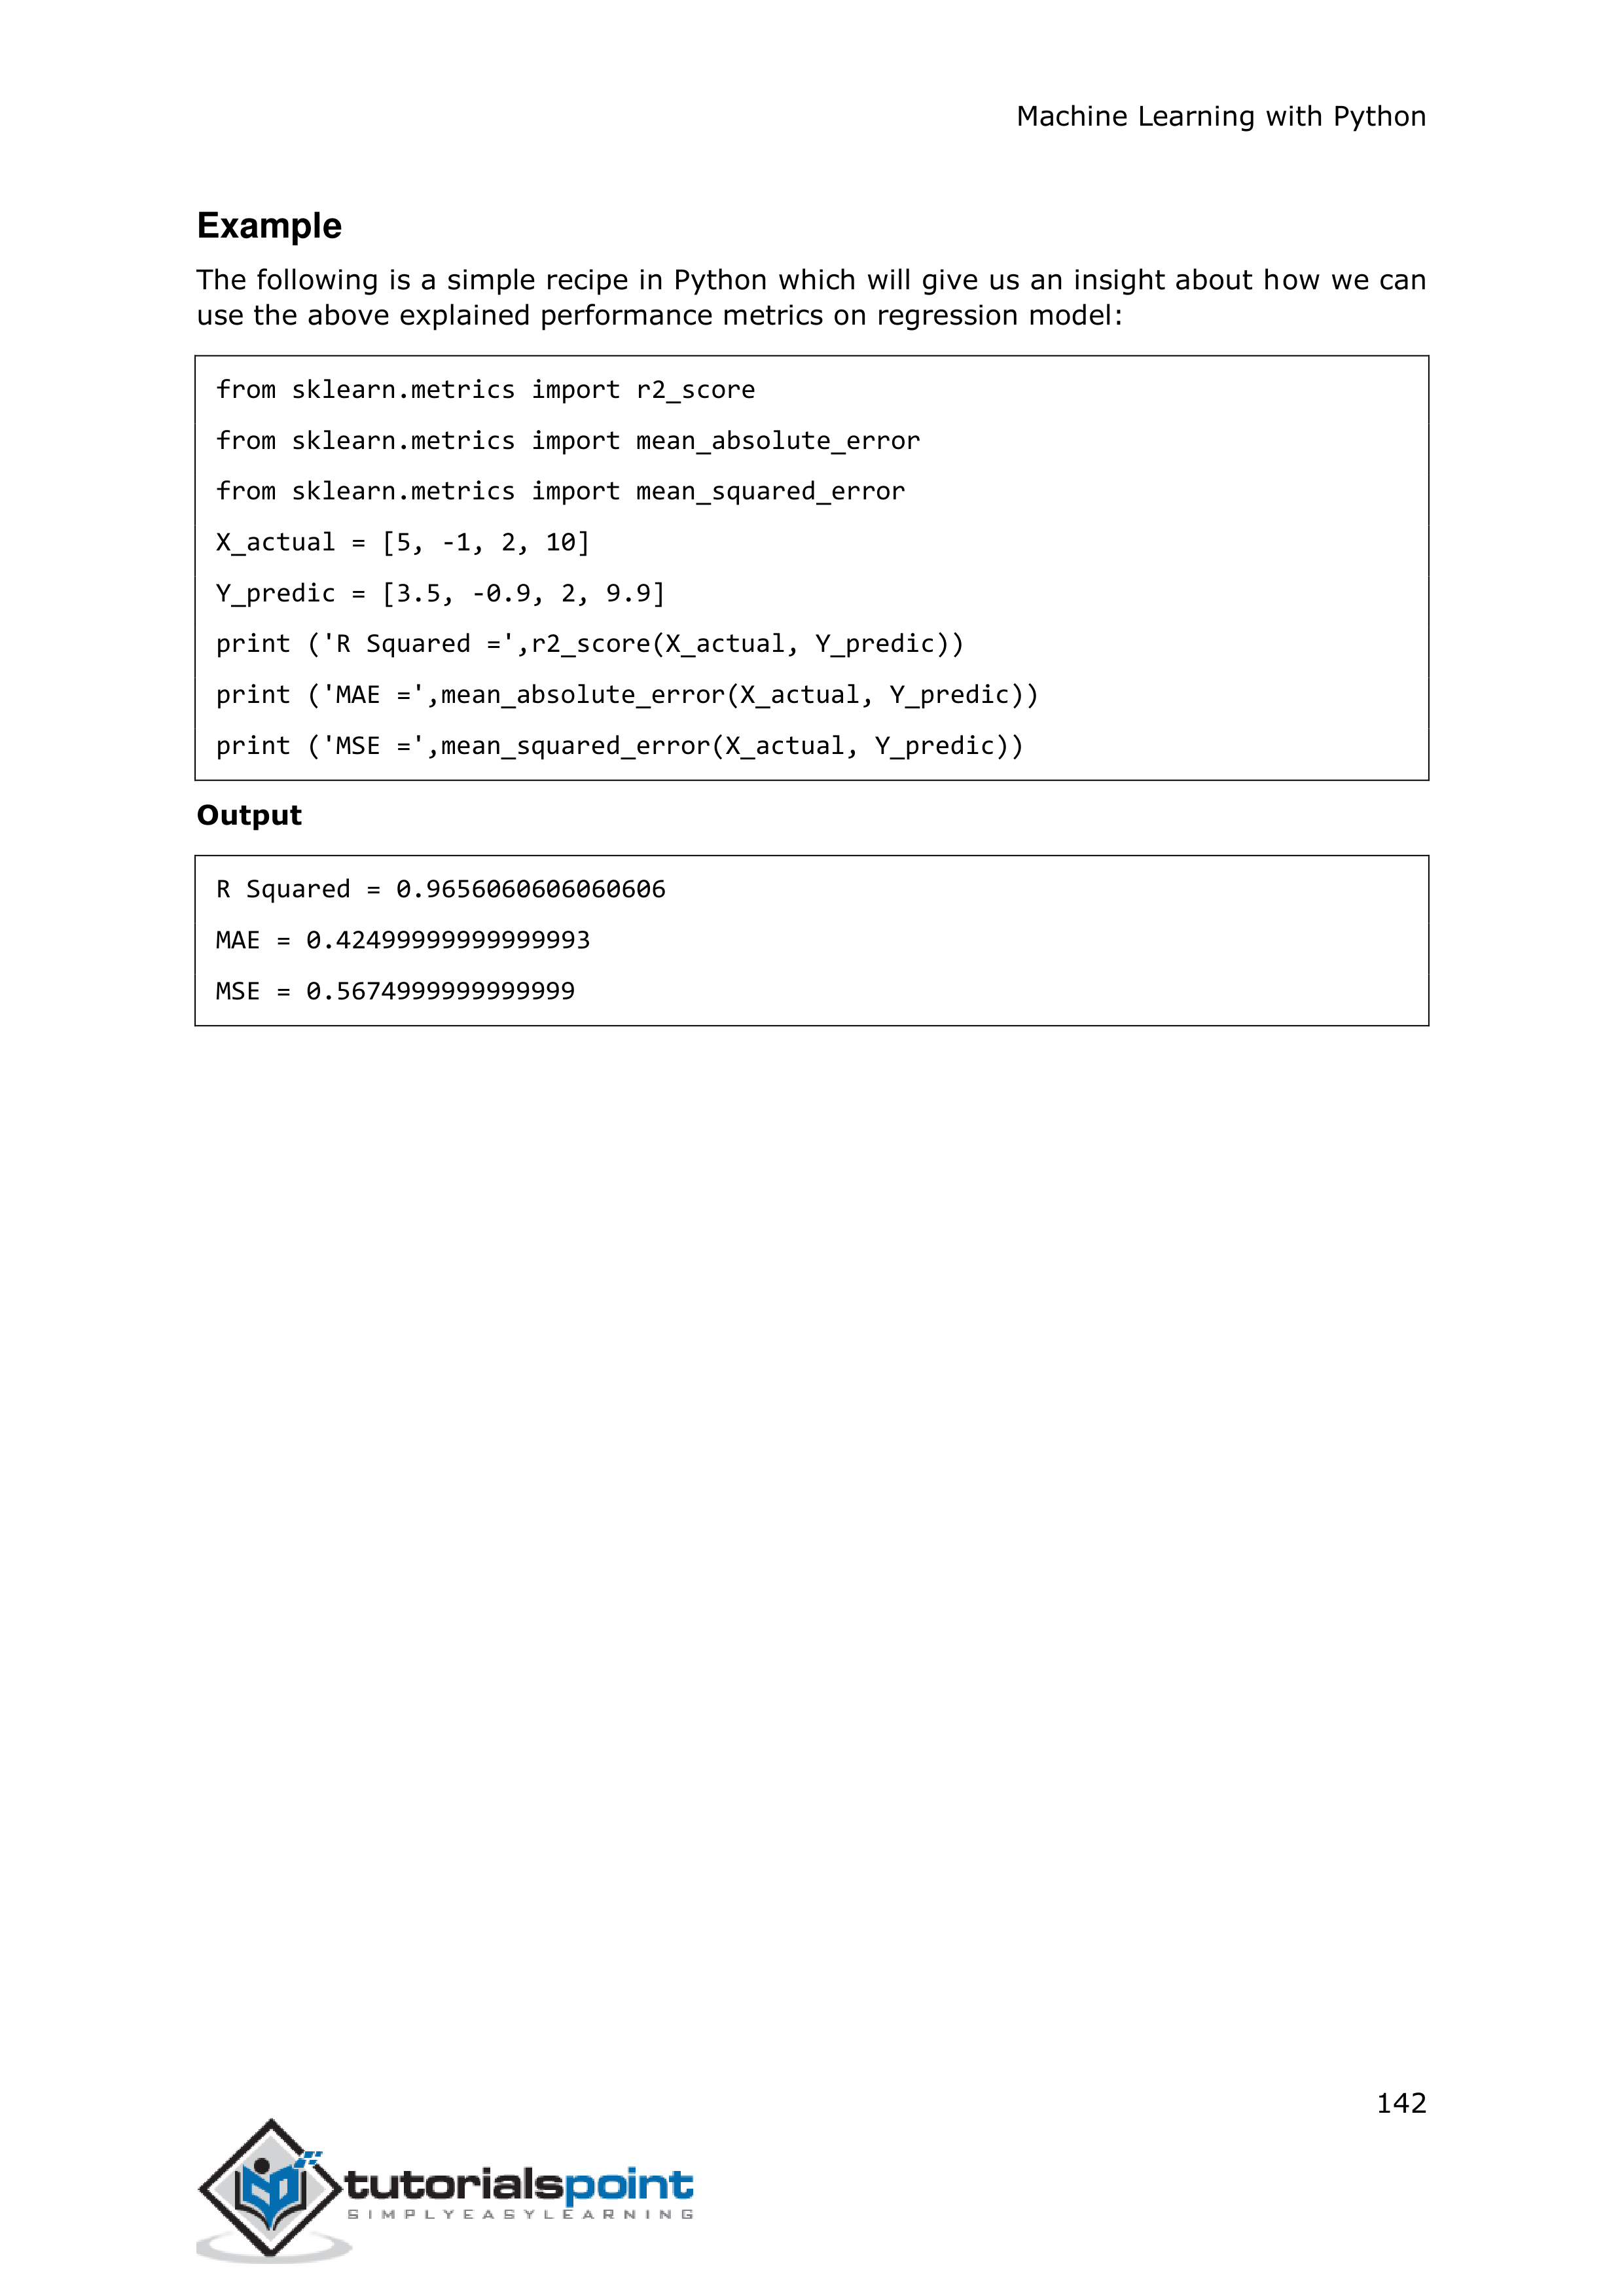 Machine Learning with Python
Example
The following is a simple recipe in Python which will give us an insight about how we can
use the above explained performance metrics on regression model:
from sklearn.metrics import r2_score
from sklearn.metrics import mean_absolute_error
from sklearn.metrics import mean_squared_error
X_actual = [5, -1, 2, 10]
Y_predic = [3.5, -0.9, 2, 9.9]
print ('R Squared =',r2_score(X_actual, Y_predic))
print ('MAE =',mean_absolute_error(X_actual, Y_predic))
print ('MSE =',mean_squared_error(X_actual, Y_predic))
Output
R Squared = 0.9656060606060606
MAE = 0.42499999999999993
MSE = 0.5674999999999999
142
tutorialspoint
SIMPLYEASYLEARNING